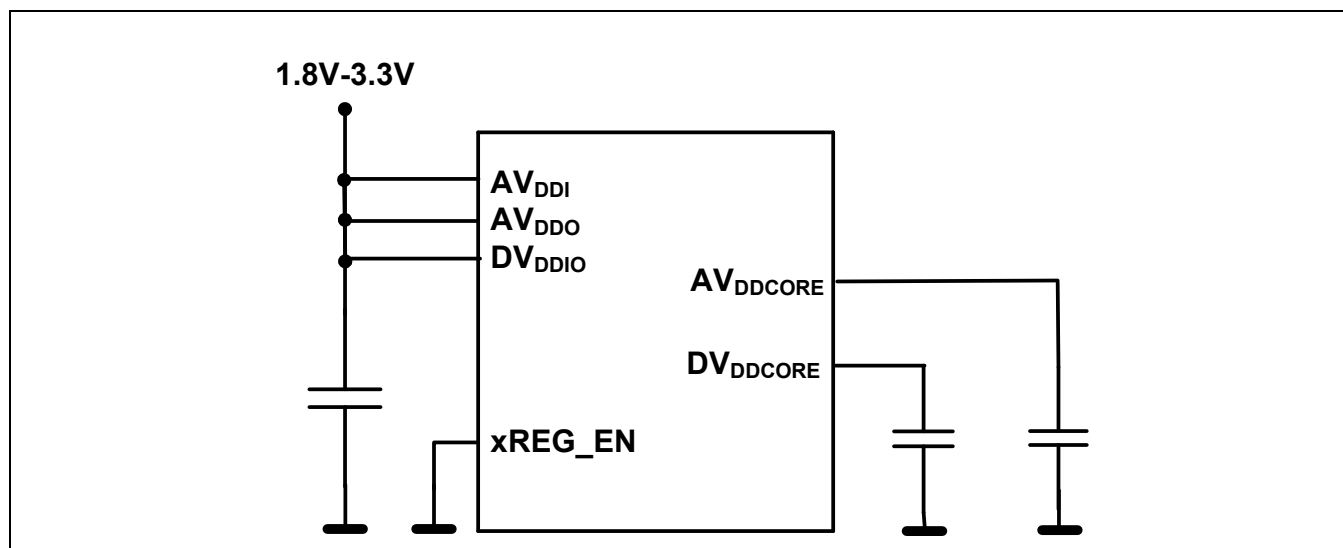 1.8V-3.3V
AVDDI
AVDDO
DVDDIO
AVDDCORE
DVDDCORE
xREG_EN